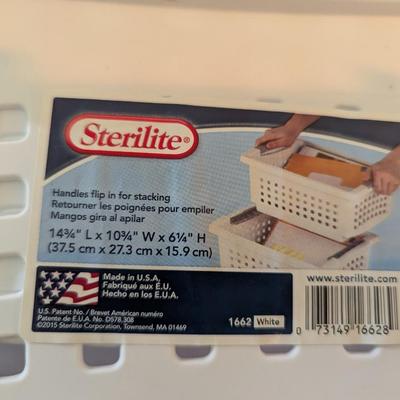 Sterilite®
Handles flip in for stacking
Retourner les poignées pour empiler
Mangos gira al apilar
14¾" L x 10¾" W x 6¼" H
(37.5 cm x 27.3 cm x 15.9 cm)
Made in U.S.A.
Fabriqué aux É.U.
Hecho en los E.U.A.
U.S. Patent No. / Brevet Américain numéro
Patente de E.U.A. No. D578,308
©2015 Sterilite Corporation, Townsend, MA 01469
1662 White
www.sterilite.com
0 73149 16628